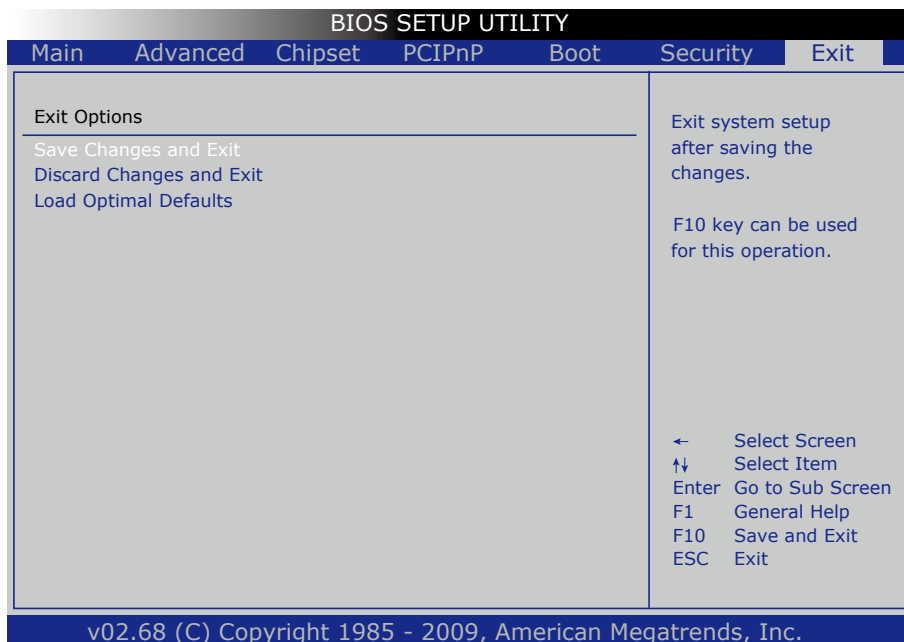 BIOS SETUP UTILITY
Main Advanced Chipset PCIPnP Boot Security Exit
Exit Options
Save Changes and Exit
Discard Changes and Exit
Load Optimal Defaults
Exit system setup
after saving the
changes.
F10 key can be used
for this operation.
← Select Screen
↑↓ Select Item
Enter Go to Sub Screen
F1 General Help
F10 Save and Exit
ESC Exit
v02.68 (C) Copyright 1985 - 2009, American Megatrends, Inc.